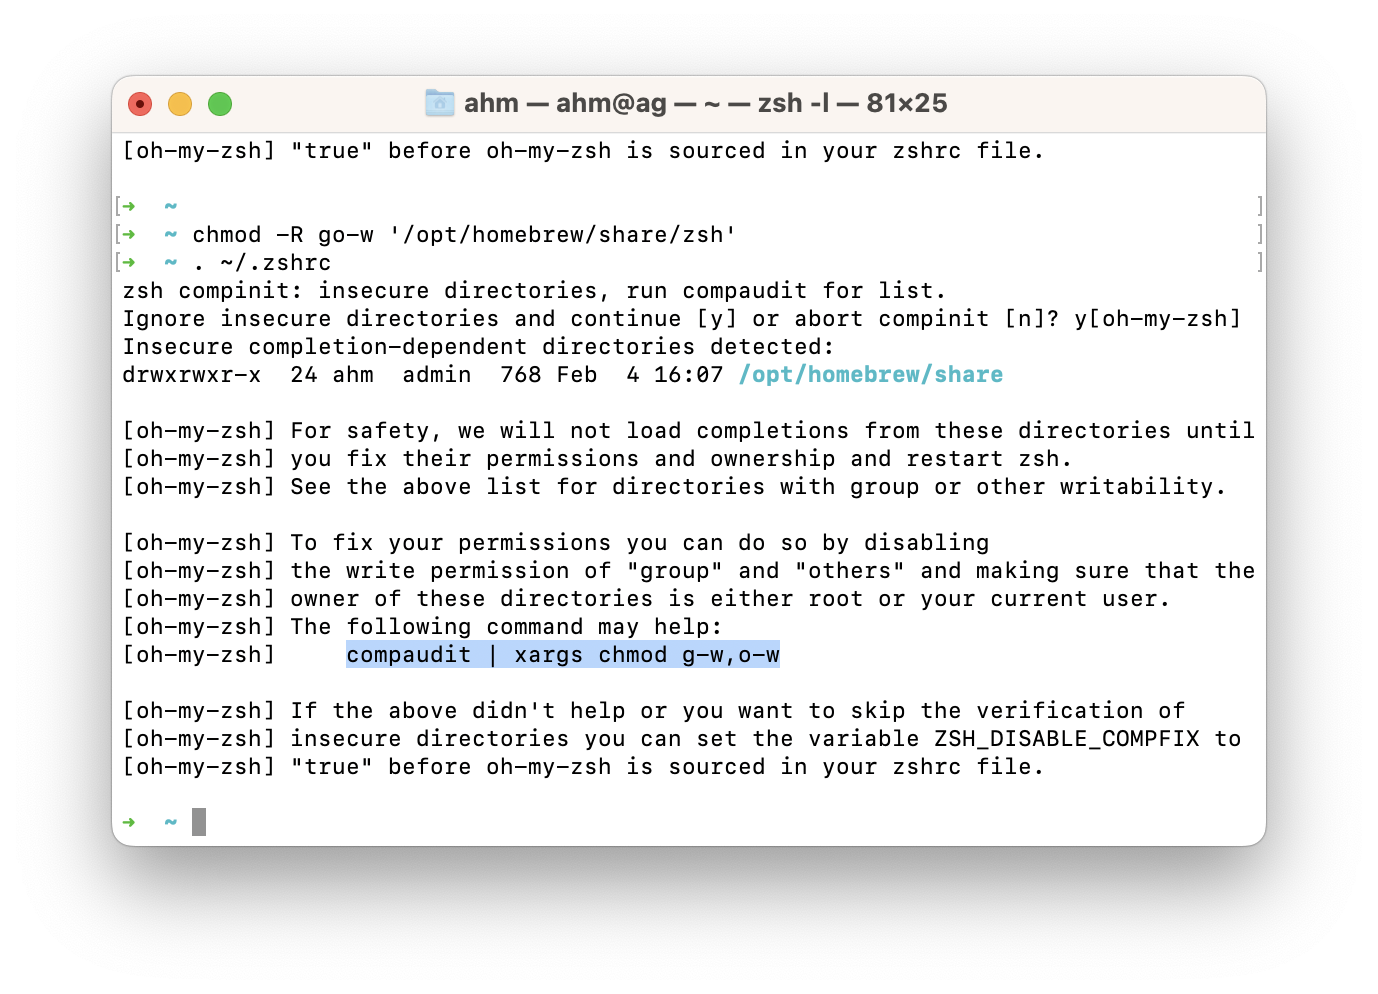 ahm — ahm@ag — ~ — zsh -l — 81×25
[oh-my-zsh] "true" before oh-my-zsh is sourced in your zshrc file.
[➜  ~ ]
[➜  ~ chmod -R go-w '/opt/homebrew/share/zsh' ]
[➜  ~ . ~/.zshrc ]
zsh compinit: insecure directories, run compaudit for list.
Ignore insecure directories and continue [y] or abort compinit [n]? y[oh-my-zsh]
Insecure completion-dependent directories detected:
drwxrwxr-x  24 ahm  admin  768 Feb  4 16:07 /opt/homebrew/share
[oh-my-zsh] For safety, we will not load completions from these directories until
[oh-my-zsh] you fix their permissions and ownership and restart zsh.
[oh-my-zsh] See the above list for directories with group or other writability.
[oh-my-zsh] To fix your permissions you can do so by disabling
[oh-my-zsh] the write permission of "group" and "others" and making sure that the
[oh-my-zsh] owner of these directories is either root or your current user.
[oh-my-zsh] The following command may help:
[oh-my-zsh]     compaudit | xargs chmod g-w,o-w
[oh-my-zsh] If the above didn't help or you want to skip the verification of
[oh-my-zsh] insecure directories you can set the variable ZSH_DISABLE_COMPFIX to
[oh-my-zsh] "true" before oh-my-zsh is sourced in your zshrc file.
➜  ~